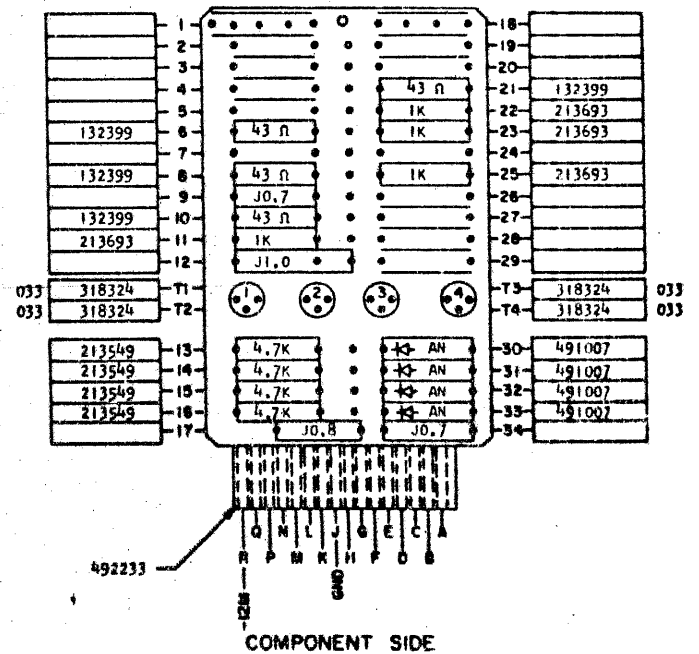 1 18
2 19
3 20
4 43 Ω 21 132399
5 1K 22 213693
132399 6 43 Ω 1K 23 213693
7 24
132399 8 43 Ω 1K 25 213693
9 J0.7 26
132399 10 43 Ω 27
213693 11 1K 28
12 J1.0 29
033 318324 T1 1 2 3 4 T3 318324 033
033 318324 T2 n n T4 318324 033
213549 13 4.7K AN 30 491007
213549 14 4.7K AN 31 491007
213549 15 4.7K AN 32 491007
213549 16 4.7K AN 33 491007
17 J0.8 J0.7 34
Q N L J G E C A
R P M K H F D B
492233
-12M GND
COMPONENT SIDE